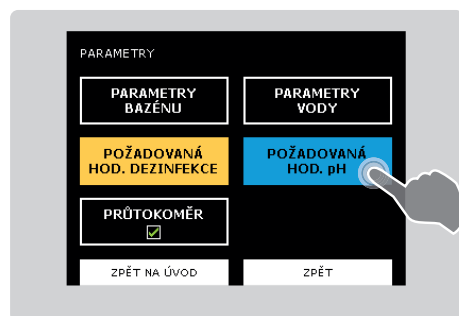 PARAMETRY
PARAMETRY
BAZÉNU
PARAMETRY
VODY
POŽADOVANÁ
HOD. DEZINFEKCE
POŽADOVANÁ
HOD. pH
PRŮTOKOMĚR
ZPĚT NA ÚVOD
ZPĚT